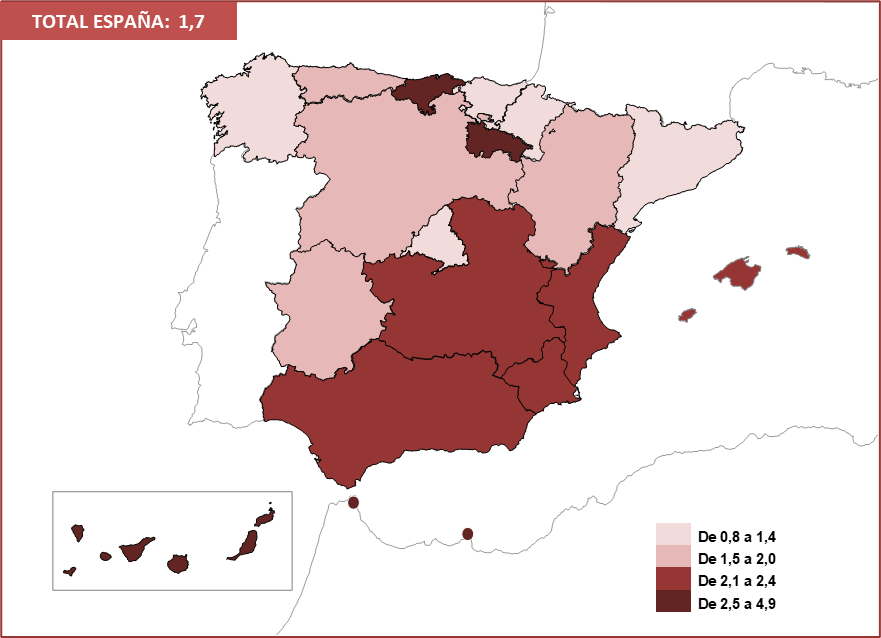 TOTAL ESPAÑA: 1,7
De 0,8 a 1,4
De 1,5 a 2,0
De 2,1 a 2,4
De 2,5 a 4,9